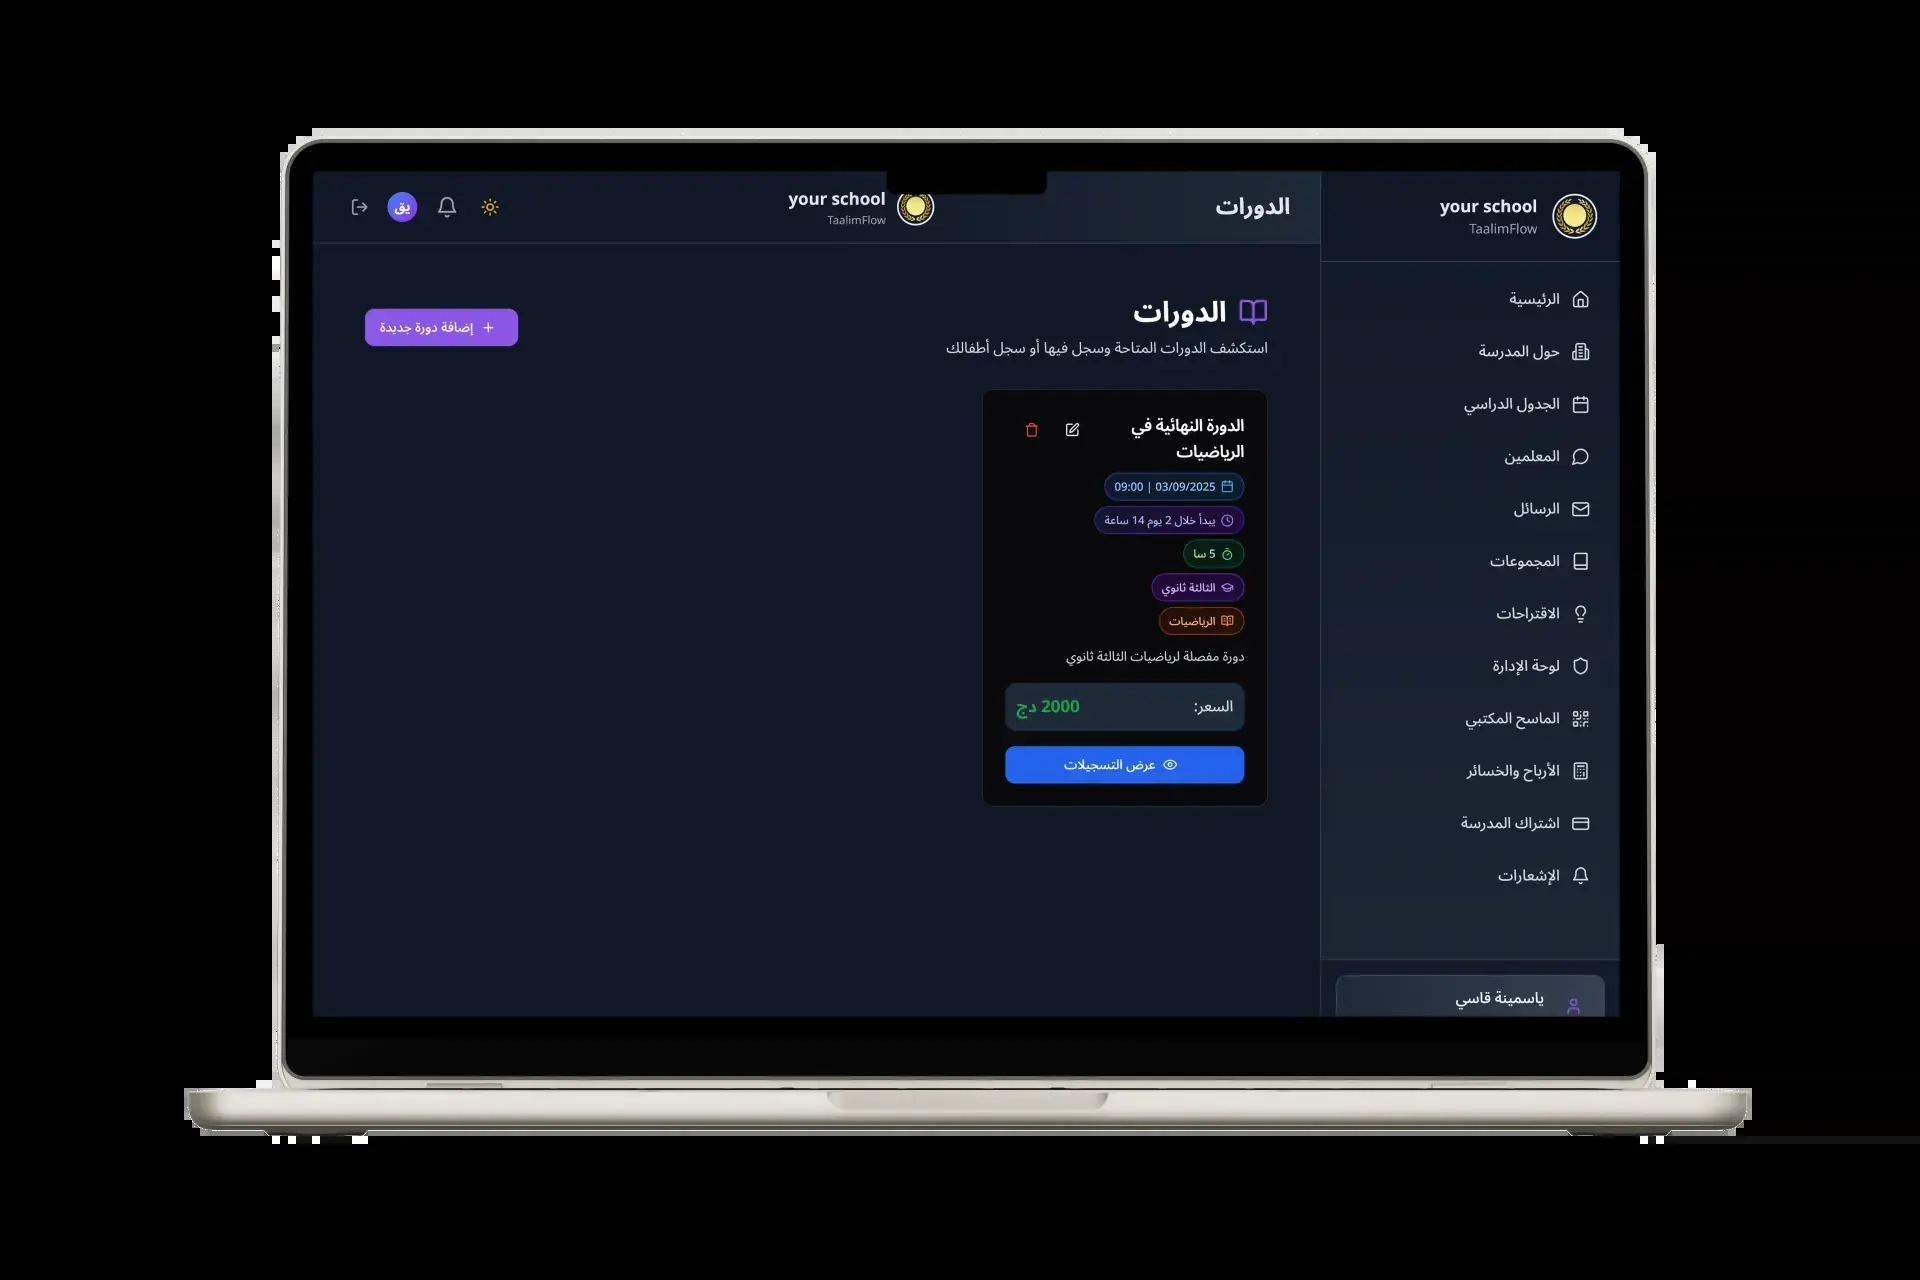 your school
TaalimFlow
الرئيسية
حول المدرسة
الجدول الدراسي
المعلمين
الرسائل
المجموعات
الاقتراحات
لوحة الإدارة
الماسح المكتبي
الأرباح والخسائر
اشتراك المدرسة
الإشعارات
ياسمينة قاسي
الدورات
your school
TaalimFlow
يق
الدورات
استكشف الدورات المتاحة وسجل فيها أو سجل أطفالك
+ إضافة دورة جديدة
الدورة النهائية في
الرياضيات
03/09/2025 | 09:00
يبدأ خلال 2 يوم 14 ساعة
5 سا
الثالثة ثانوي
الرياضيات
دورة مفصلة لرياضيات الثالثة ثانوي
السعر: 2000 دج
عرض التسجيلات